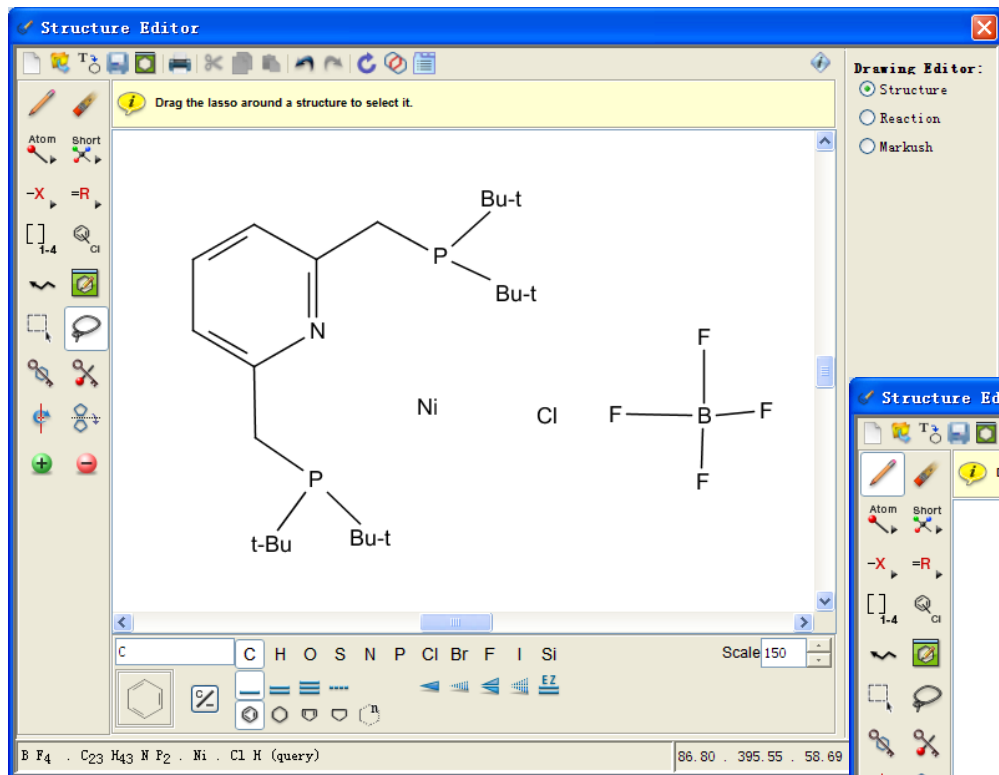 Structure Editor
Drawing Editor:
Structure
Reaction
Markush
Drag the lasso around a structure to select it.
Atom
Short
-X
=R
[ ] 1-4
Cl
Bu-t
P
Bu-t
N
F
Ni
Cl
F
B
F
F
P
t-Bu
Bu-t
C
C H O S N P Cl Br F I Si
Scale 150
C/-
EZ
n
B F4 . C23 H43 N P2 . Ni . Cl H (query)
86.80 . 395.55 . 58.69
Structure Ed
Atom
Short
-X
=R
[ ] 1-4
Cl